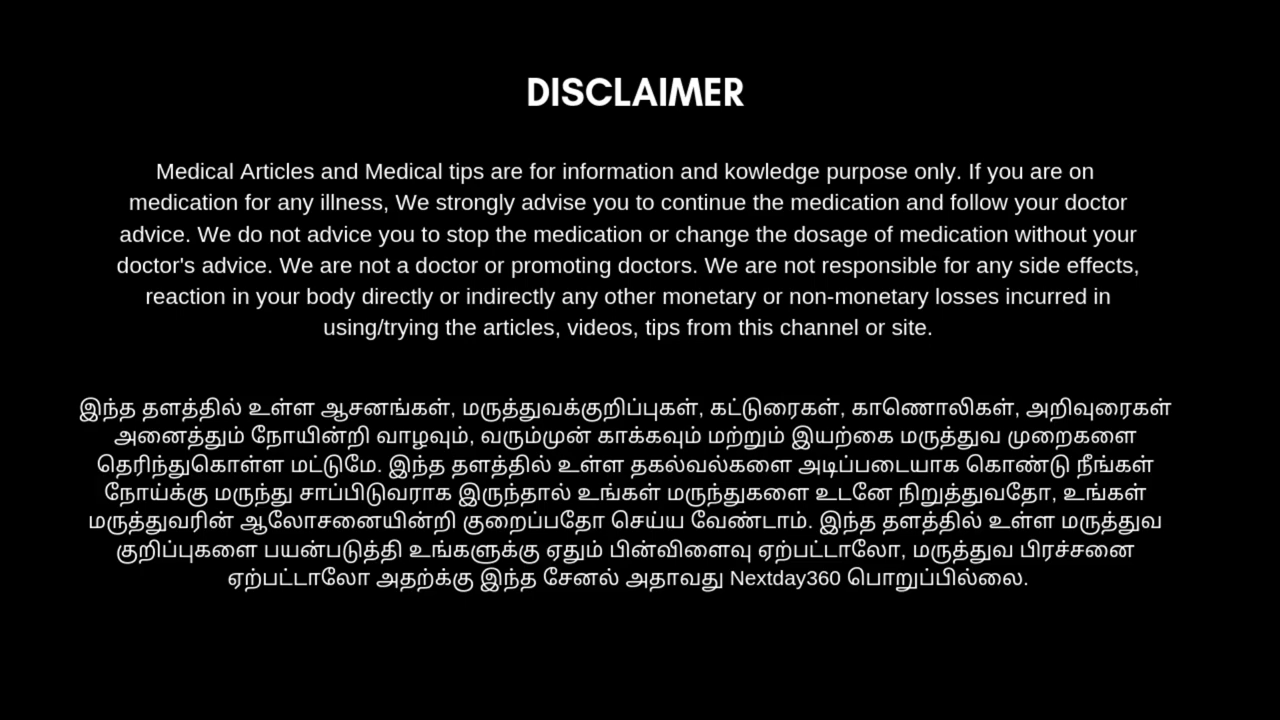 DISCLAIMER
Medical Articles and Medical tips are for information and kowledge purpose only. If you are on
medication for any illness, We strongly advise you to continue the medication and follow your doctor
advice. We do not advice you to stop the medication or change the dosage of medication without your
doctor's advice. We are not a doctor or promoting doctors. We are not responsible for any side effects,
reaction in your body directly or indirectly any other monetary or non-monetary losses incurred in
using/trying the articles, videos, tips from this channel or site.
இந்த தளத்தில் உள்ள ஆசனங்கள், மருத்துவக்குறிப்புகள், கட்டுரைகள், காணொலிகள், அறிவுரைகள்
அனைத்தும் நோயின்றி வாழவும், வரும்முன் காக்கவும் மற்றும் இயற்கை மருத்துவ முறைகளை
தெரிந்துகொள்ள மட்டுமே. இந்த தளத்தில் உள்ள தகல்வல்களை அடிப்படையாக கொண்டு நீங்கள்
நோய்க்கு மருந்து சாப்பிடுவராக இருந்தால் உங்கள் மருந்துகளை உடனே நிறுத்துவதோ, உங்கள்
மருத்துவரின் ஆலோசனையின்றி குறைப்பதோ செய்ய வேண்டாம். இந்த தளத்தில் உள்ள மருத்துவ
குறிப்புகளை பயன்படுத்தி உங்களுக்கு ஏதும் பின்விளைவு ஏற்பட்டாலோ, மருத்துவ பிரச்சனை
ஏற்பட்டாலோ அதற்க்கு இந்த சேனல் அதாவது Nextday360 பொறுப்பில்லை.